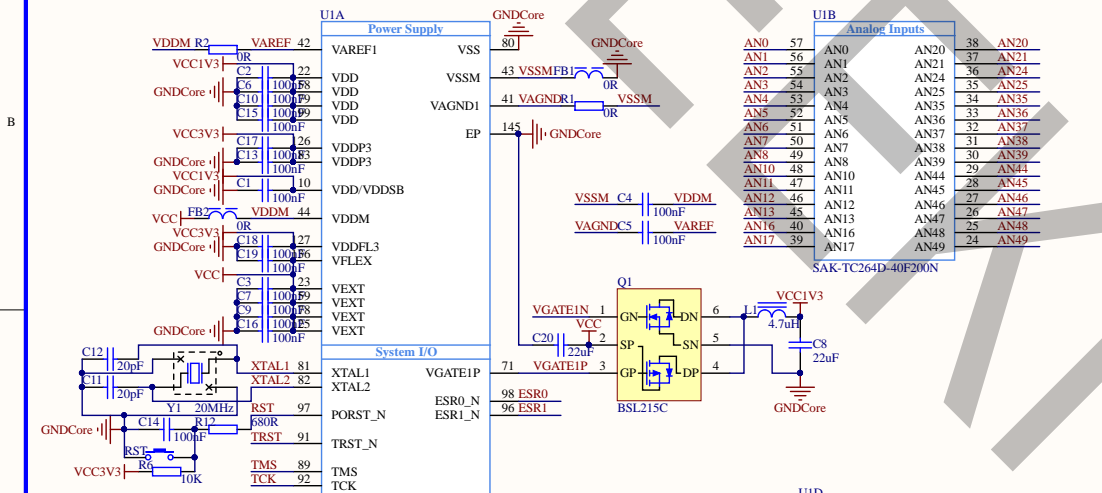 U1A
Power Supply
GNDCore
VDDM R2 VAREF 42 VAREF1 VSS 80
0R
VCC1V3
GNDCore
C2 22 VDD VSSM 43 VSSM FB1
0R
C6 100nF VDD
GNDCore
C10 100nF VDD VAGND1 41 VAGND R1 VSSM
0R
C15 100nF VDD
100nF
VCC3V3
EP 145 GNDCore
C17 26 VDDP3
GNDCore C13 100nF VDDP3
VCC1V3 100nF
GNDCore C1 10 VDD/VDDSB
100nF
VCC FB2 VDDM 44 VDDM
0R
VCC3V3
GNDCore C18 27 VDDFL3
C19 100nF VFLEX
100nF
VCC
C3 23 VEXT
C7 100nF VEXT
C9 100nF VEXT
GNDCore C16 100nF VEXT
VSSM C4 VDDM
100nF
VAGND C5 VAREF
100nF
System I/O
C12
20pF
C11
20pF
Y1 20MHz
XTAL1 81 XTAL1 VGATE1P 71 VGATE1P
XTAL2 82 XTAL2
ESR0_N 98 ESR0
RST 97 PORST_N ESR1_N 96 ESR1
GNDCore C14 R12 680R
100nF
TRST 91 TRST_N
RST
VCC3V3 R6
10K
TMS 89 TMS
TCK 92 TCK
Q1
VGATE1N 1 GN DN 6
VCC
C20 2 SP SN 5
22uF
3 GP DP 4
BSL215C
L1 VCC1V3
4.7uH
C8
22uF
GNDCore
U1B
Analog Inputs
AN0 57 AN0 AN20 38 AN20
AN1 56 AN1 AN21 37 AN21
AN2 55 AN2 AN24 36 AN24
AN3 54 AN3 AN25 35 AN25
AN4 53 AN4 AN35 34 AN35
AN5 52 AN5 AN36 33 AN36
AN6 51 AN6 AN37 32 AN37
AN7 50 AN7 AN38 31 AN38
AN8 49 AN8 AN39 30 AN39
AN10 48 AN10 AN44 29 AN44
AN11 47 AN11 AN45 28 AN45
AN12 46 AN12 AN46 27 AN46
AN13 45 AN13 AN47 26 AN47
AN16 40 AN16 AN48 25 AN48
AN17 39 AN17 AN49 24 AN49
SAK-TC264D-40F200N
B